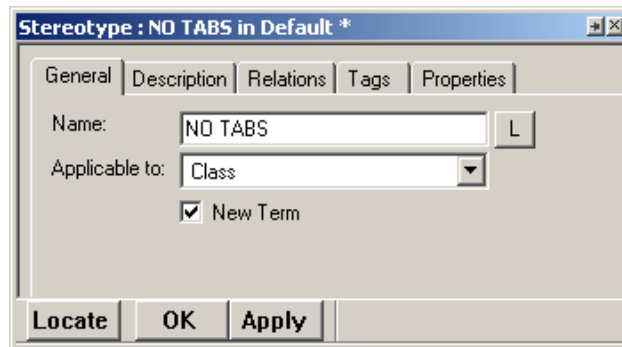 Stereotype : NO TABS in Default *
General Description Relations Tags Properties
Name: NO TABS L
Applicable to: Class
New Term
Locate OK Apply